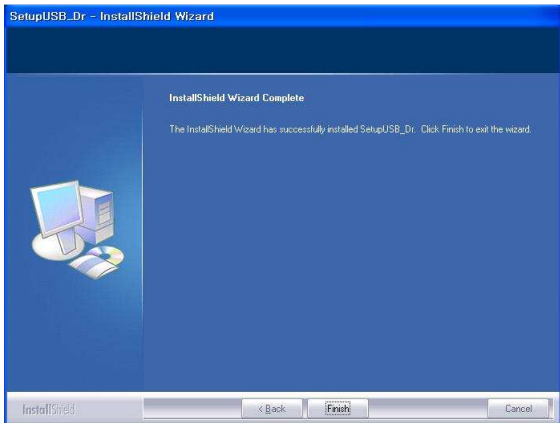 SetupUSB_Dr - InstallShield Wizard
InstallShield Wizard Complete
The InstallShield Wizard has successfully installed SetupUSB_Dr. Click Finish to exit the wizard.
InstallShield
< Back
Finish
Cancel